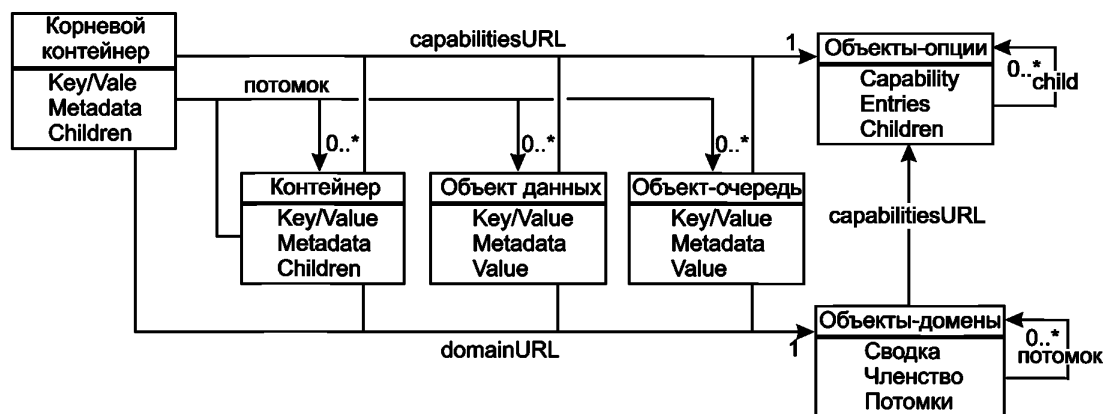 Корневой
контейнер
Key/Vale
Metadata
Children
capabilitiesURL
1
потомок
0..*
0..*
0..*
Объекты-опции
Capability
Entries
Children
0..*
child
Контейнер
Key/Value
Metadata
Children
Объект данных
Key/Value
Metadata
Value
Объект-очередь
Key/Value
Metadata
Value
capabilitiesURL
domainURL
1
Объекты-домены
Сводка
Членство
Потомки
0..*
потомок